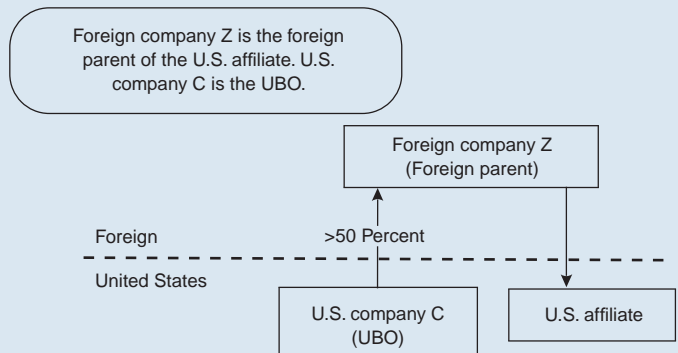 Foreign company Z is the foreign
parent of the U.S. affiliate. U.S.
company C is the UBO.
Foreign company Z
(Foreign parent)
Foreign
>50 Percent
United States
U.S. company C
(UBO)
U.S. affiliate